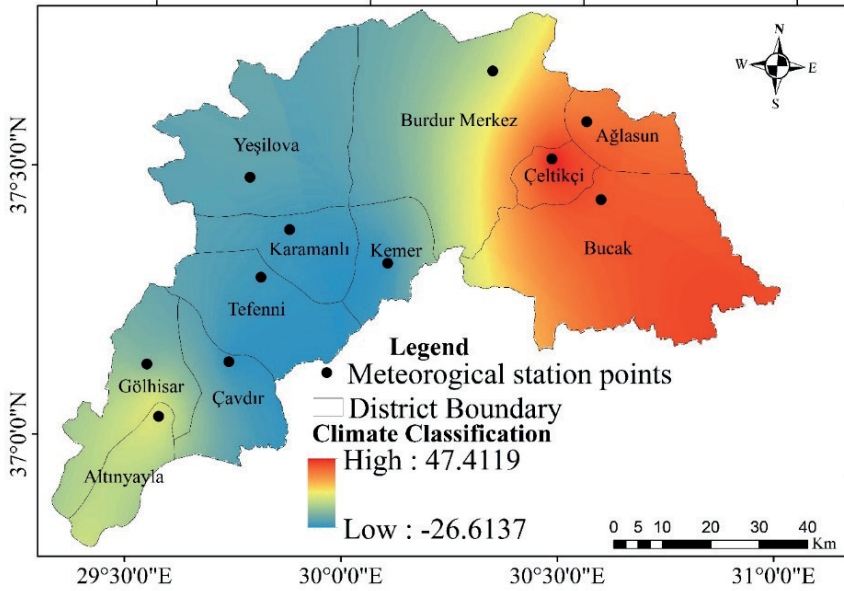 N
W E
S
Burdur Merkez
Ağlasun
Yeşilova
Çeltikçi
Karamanlı
Kemer
Bucak
Tefenni
Gölhisar
Çavdır
Altınyayla
Legend
Meteorogical station points
District Boundary
Climate Classification
High : 47.4119
Low : -26.6137
0 5 10 20 30 40
Km
37°30'0"N
37°0'0"N
29°30'0"E 30°0'0"E 30°30'0"E 31°0'0"E